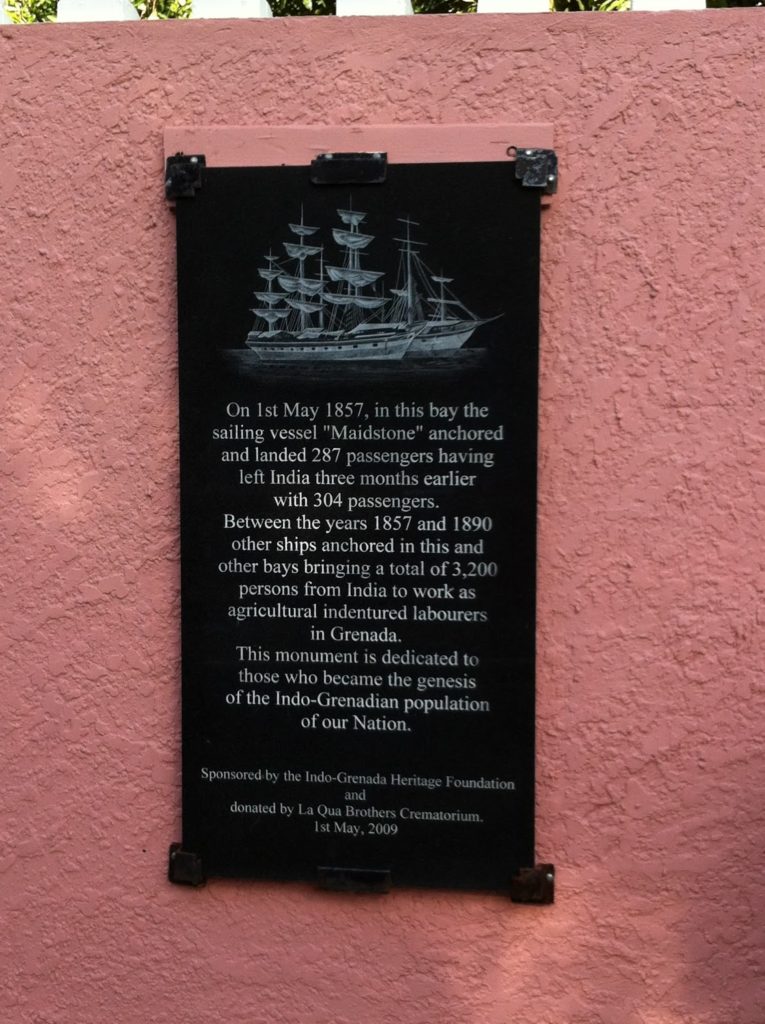 On 1st May 1857, in this bay the
sailing vessel "Maidstone" anchored
and landed 287 passengers having
left India three months earlier
with 304 passengers.
Between the years 1857 and 1890
other ships anchored in this and
other bays bringing a total of 3,200
persons from India to work as
agricultural indentured labourers
in Grenada.
This monument is dedicated to
those who became the genesis
of the Indo-Grenadian population
of our Nation.
Sponsored by the Indo-Grenada Heritage Foundation
and
donated by La Qua Brothers Crematorium.
1st May, 2009